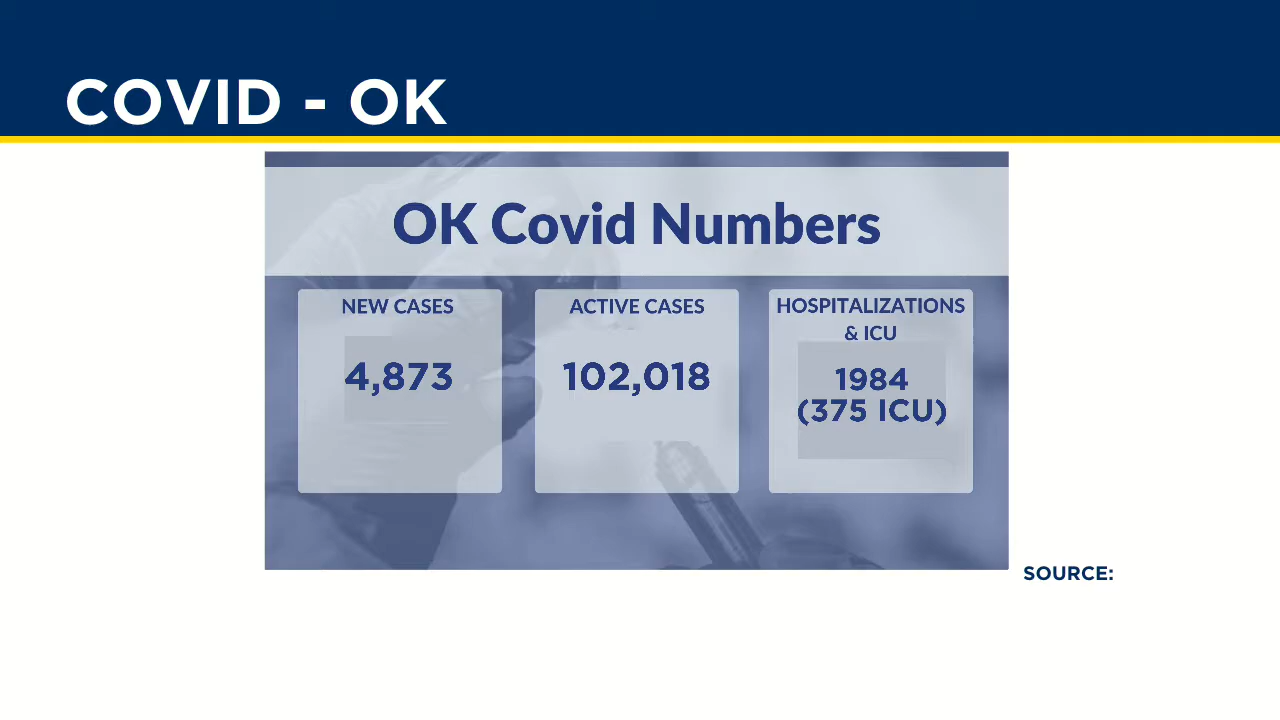 COVID - OK
OK Covid Numbers
NEW CASES
4,873
ACTIVE CASES
102,018
HOSPITALIZATIONS
& ICU
1984
(375 ICU)
SOURCE: